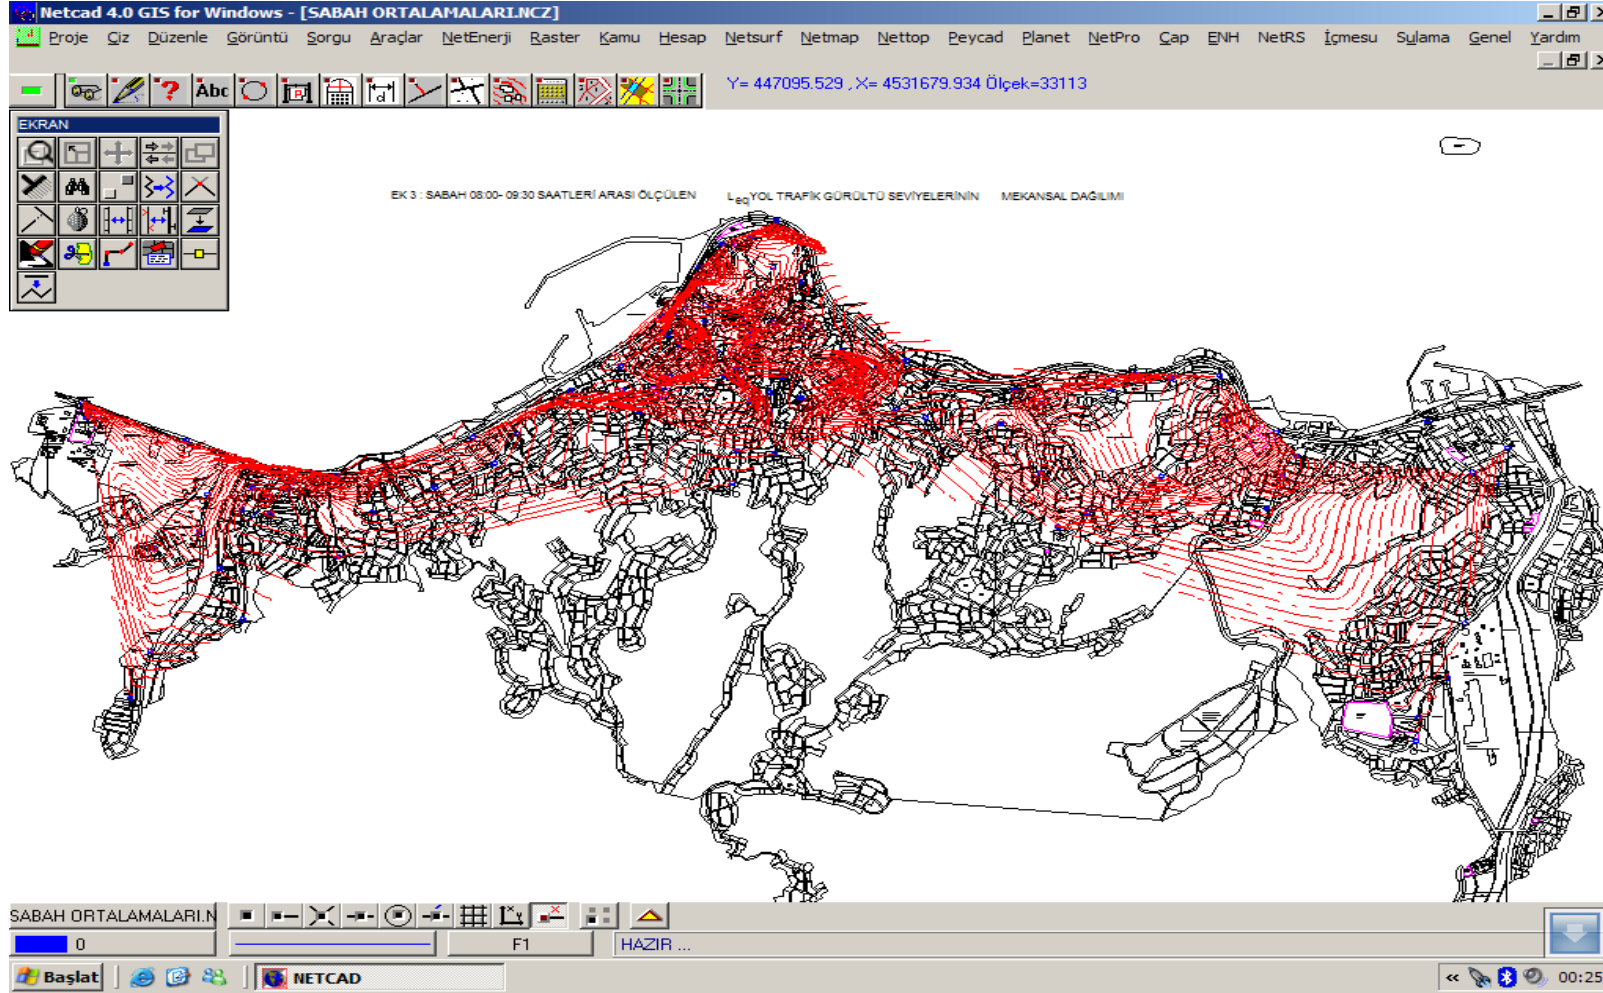 Netcad 4.0 GIS for Windows - [SABAH ORTALAMALARI.NCZ]
Proje Çiz Düzenle Görüntü Sorgu Araçlar NetEnerji Raster Kamu Hesap Netsurf Netmap Nettop Peycad Planet NetPro Çap ENH NetRS İçmesu Sulama Genel Yardım
Abc Y= 447095.529 , X= 4531679.934 Ölçek=33113
EKRAN
EK 3 : SABAH 08:00- 09:30 SAATLERİ ARASI ÖLÇÜLEN Leq YOL TRAFİK GÜRÜLTÜ SEVİYELERİNİN MEKANSAL DAĞILIMI
SABAH ORTALAMALARI.N
0 F1 HAZIR ...
Başlat NETCAD 00:25